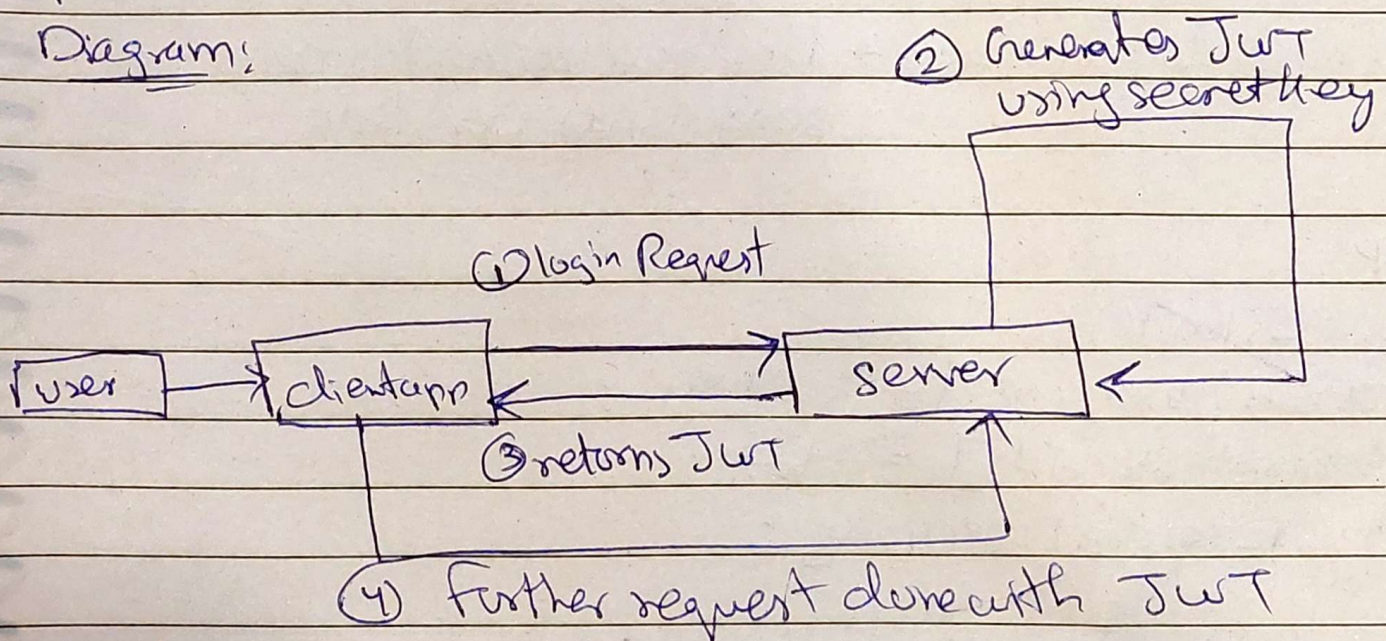 Diagram:
② Generates JWT
using secret key
① login Request
user
clientapp
server
③ returns JWT
④ Further request done with JWT